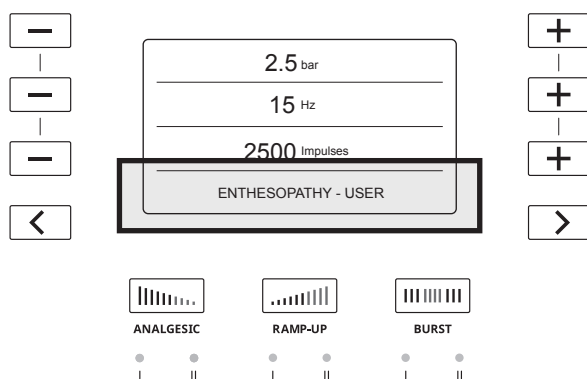 2.5 bar
15 Hz
2500 Impulses
ENTHESOPATHY - USER
ANALGESIC RAMP-UP BURST
I II I II I II